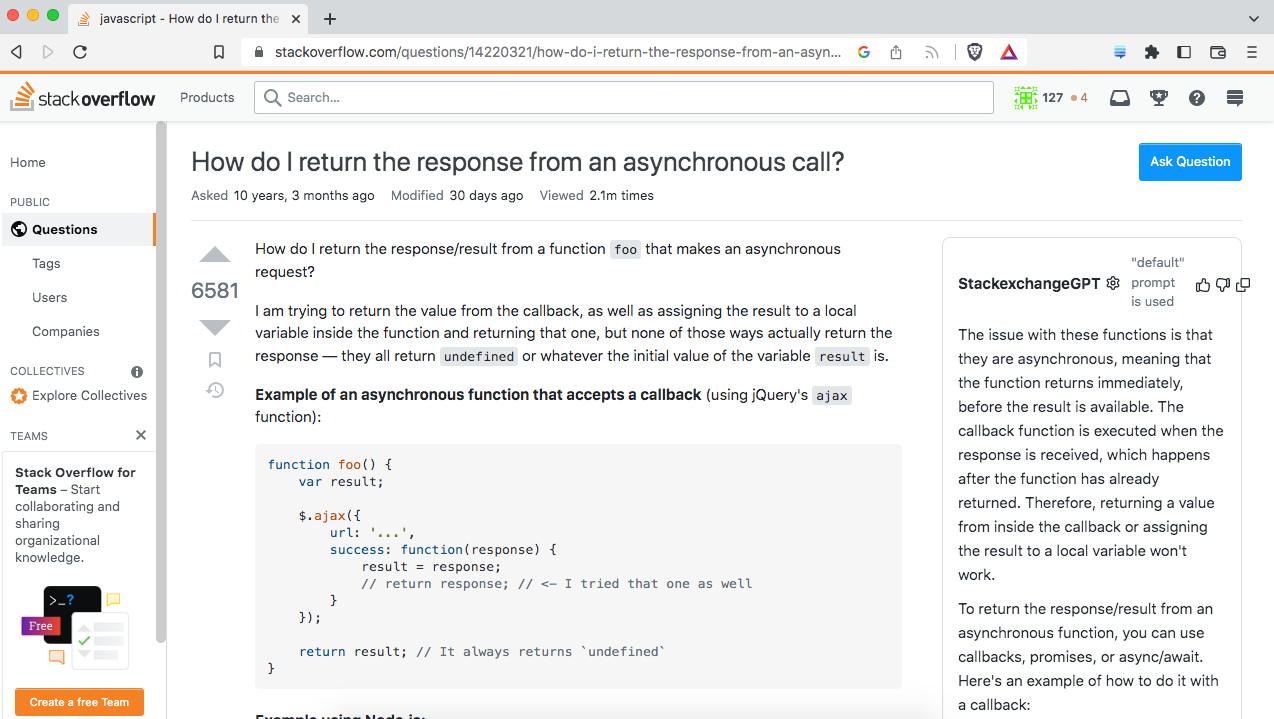 javascript - How do I return the
stackoverflow.com/questions/14220321/how-do-i-return-the-response-from-an-asyn...
stackoverflow
Products
Search...
127
4
Home
PUBLIC
Questions
Tags
Users
Companies
COLLECTIVES
Explore Collectives
TEAMS
Stack Overflow for
Teams – Start
collaborating and
sharing
organizational
knowledge.
>_?
Free
Create a free Team
How do I return the response from an asynchronous call?
Ask Question
Asked 10 years, 3 months ago Modified 30 days ago Viewed 2.1m times
6581
How do I return the response/result from a function foo that makes an asynchronous
request?
I am trying to return the value from the callback, as well as assigning the result to a local
variable inside the function and returning that one, but none of those ways actually return the
response — they all return undefined or whatever the initial value of the variable result is.
Example of an asynchronous function that accepts a callback (using jQuery's ajax
function):
function foo() {
    var result;
    $.ajax({
        url: '...',
        success: function(response) {
            result = response;
            // return response; // <- I tried that one as well
        }
    });
    return result; // It always returns `undefined`
}
Example using Node.js:
StackexchangeGPT
"default"
prompt
is used
The issue with these functions is that
they are asynchronous, meaning that
the function returns immediately,
before the result is available. The
callback function is executed when the
response is received, which happens
after the function has already
returned. Therefore, returning a value
from inside the callback or assigning
the result to a local variable won't
work.
To return the response/result from an
asynchronous function, you can use
callbacks, promises, or async/await.
Here's an example of how to do it with
a callback: